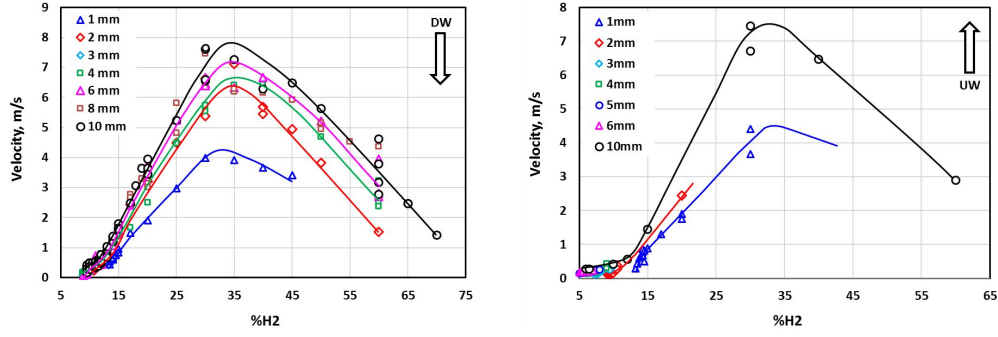 1 mm
2 mm
3 mm
4 mm
6 mm
8 mm
10 mm
DW
Velocity, m/s
9
8
7
6
5
4
3
2
1
0
5 15 25 35 45 55 65 75
%H2
1mm
2mm
3mm
4mm
5mm
6mm
10mm
UW
Velocity, m/s
8
7
6
5
4
3
2
1
0
5 15 25 35 45 55 65
%H2